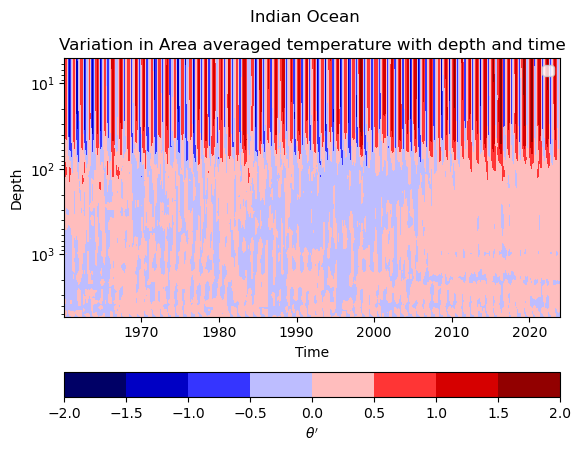 Indian Ocean
Variation in Area averaged temperature with depth and time
10¹
10²
10³
Depth
1970 1980 1990 2000 2010 2020
Time
−2.0 −1.5 −1.0 −0.5 0.0 0.5 1.0 1.5 2.0
θ′